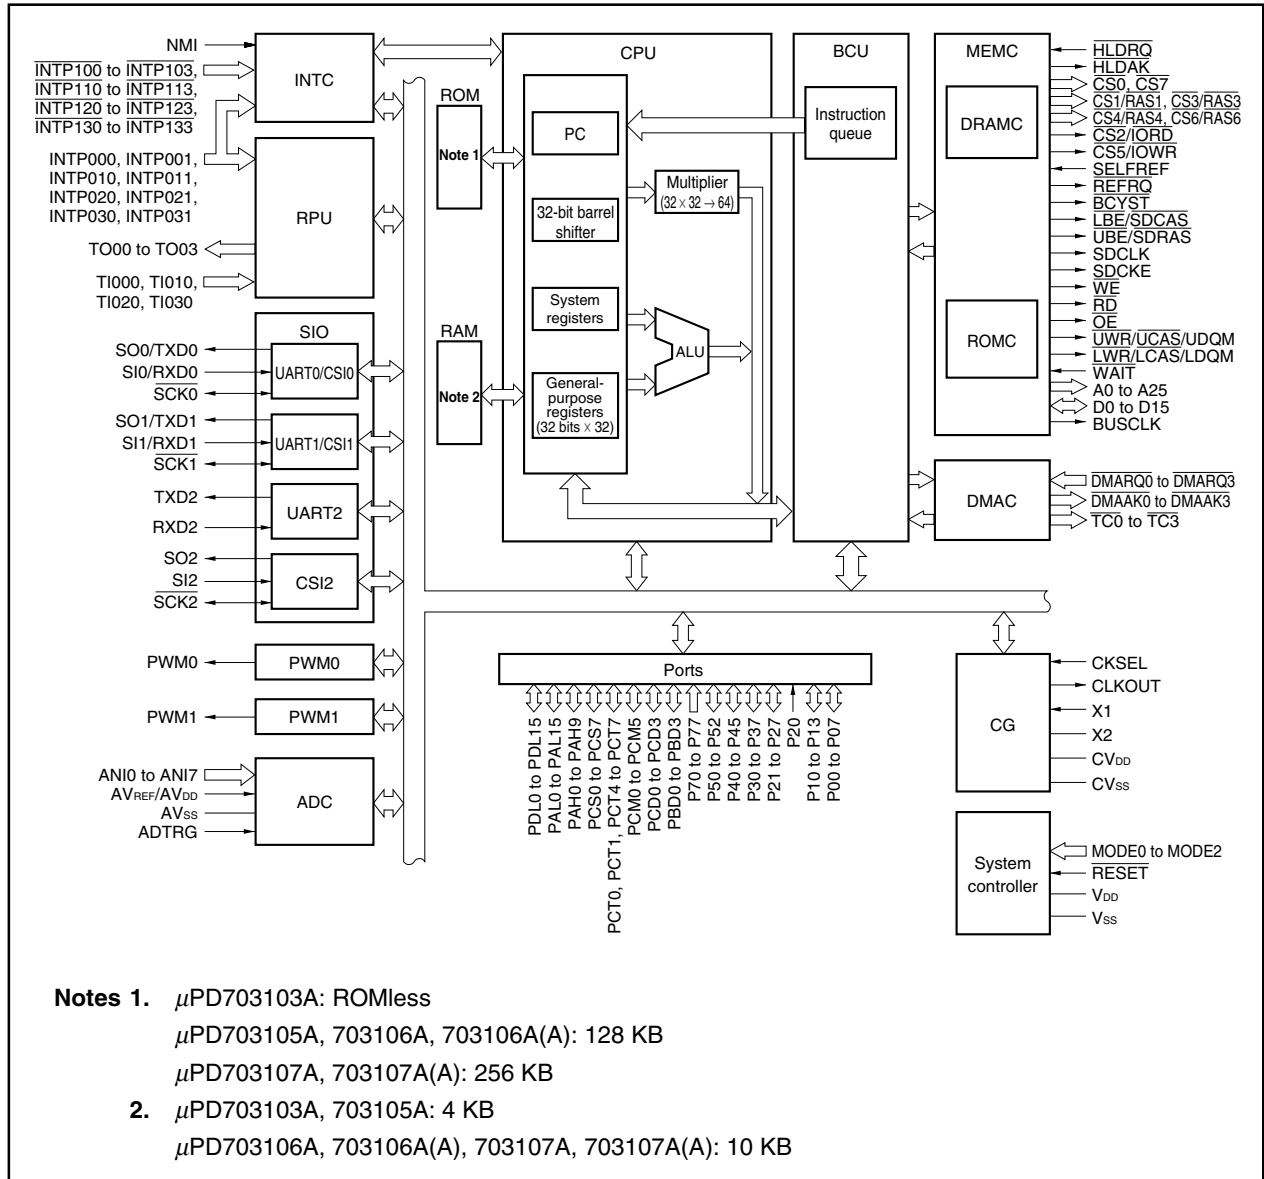 NMI
INTP100 to INTP103,
INTP110 to INTP113,
INTP120 to INTP123,
INTP130 to INTP133
INTP000, INTP001,
INTP010, INTP011,
INTP020, INTP021,
INTP030, INTP031
TO00 to TO03
TI000, TI010,
TI020, TI030
SO0/TXD0
SI0/RXD0
SCK0
SO1/TXD1
SI1/RXD1
SCK1
TXD2
RXD2
SO2
SI2
SCK2
PWM0
PWM1
ANI0 to ANI7
AVREF/AVDD
AVSS
ADTRG
INTC
RPU
SIO
UART0/CSI0
UART1/CSI1
UART2
CSI2
PWM0
PWM1
ADC
ROM
Note 1
RAM
Note 2
CPU
PC
32-bit barrel
shifter
System
registers
General-
purpose
registers
(32 bits × 32)
Multiplier
(32 × 32 → 64)
ALU
BCU
Instruction
queue
MEMC
DRAMC
ROMC
DMAC
HLDRQ
HLDAK
CS0, CS7
CS1/RAS1, CS3/RAS3
CS4/RAS4, CS6/RAS6
CS2/IORD
CS5/IOWR
SELFREF
REFRQ
BCYST
LBE/SDCAS
UBE/SDRAS
SDCLK
SDCKE
WE
RD
OE
UWR/UCAS/UDQM
LWR/LCAS/LDQM
WAIT
A0 to A25
D0 to D15
BUSCLK
DMARQ0 to DMARQ3
DMAAK0 to DMAAK3
TC0 to TC3
Ports
PDL0 to PDL15
PAL0 to PAL15
PAH0 to PAH9
PCS0 to PCS7
PCT0, PCT1, PCT4 to PCT7
PCM0 to PCM5
PCD0 to PCD3
PBD0 to PBD3
P70 to P77
P50 to P52
P40 to P45
P30 to P37
P21 to P27
P20
P10 to P13
P00 to P07
CG
CKSEL
CLKOUT
X1
X2
CVDD
CVSS
System
controller
MODE0 to MODE2
RESET
VDD
VSS
Notes 1. μPD703103A: ROMless
μPD703105A, 703106A, 703106A(A): 128 KB
μPD703107A, 703107A(A): 256 KB
2. μPD703103A, 703105A: 4 KB
μPD703106A, 703106A(A), 703107A, 703107A(A): 10 KB